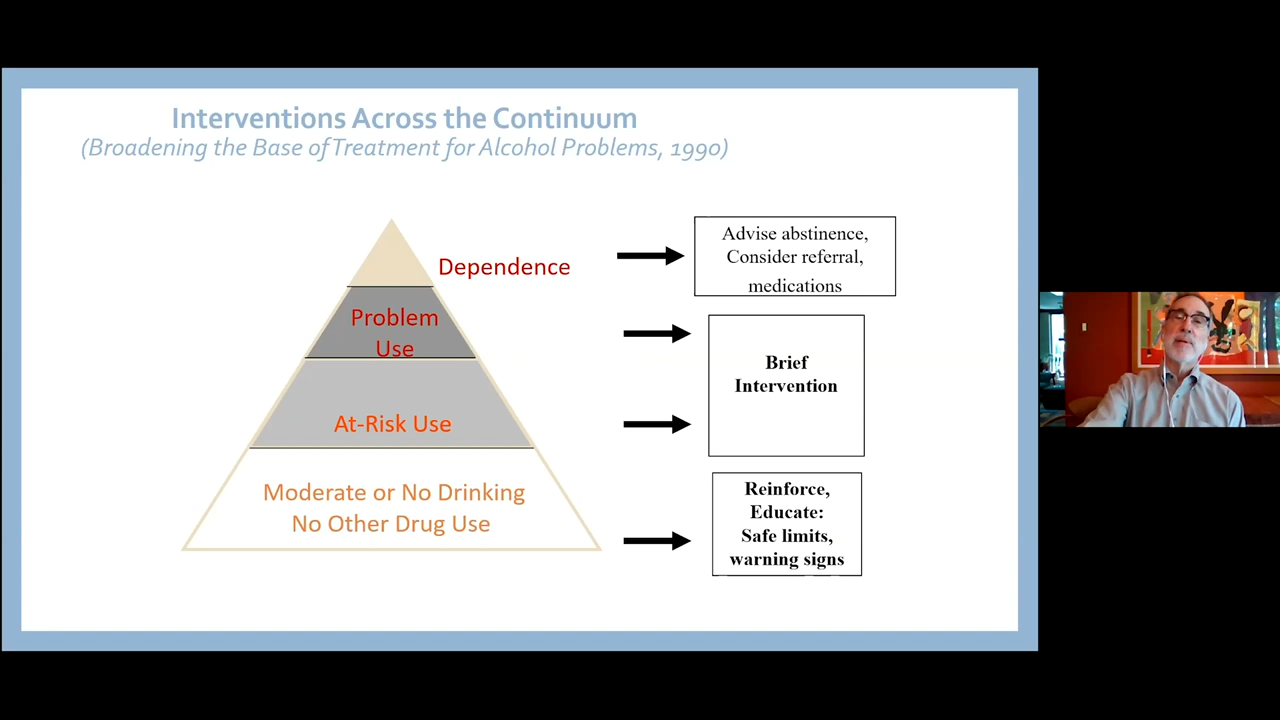 Interventions Across the Continuum
(Broadening the Base of Treatment for Alcohol Problems, 1990)
Dependence
Problem
Use
At-Risk Use
Moderate or No Drinking
No Other Drug Use
Advise abstinence,
Consider referral,
medications
Brief
Intervention
Reinforce,
Educate:
Safe limits,
warning signs